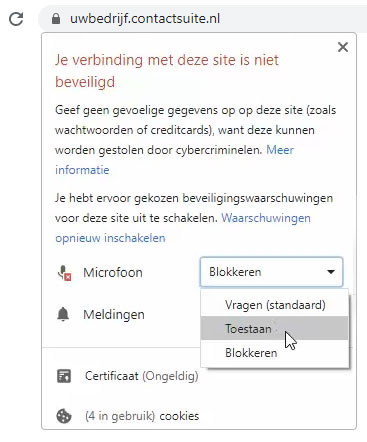 uwbedrijf.contactsuite.nl
Je verbinding met deze site is niet
beveiligd
Geef geen gevoelige gegevens op op deze site (zoals
wachtwoorden of creditcards), want deze kunnen
worden gestolen door cybercriminelen. Meer
informatie
Je hebt ervoor gekozen beveiligingswaarschuwingen
voor deze site uit te schakelen. Waarschuwingen
opnieuw inschakelen
Microfoon
Blokkeren
Vragen (standaard)
Meldingen
Toestaan
Blokkeren
Certificaat (Ongeldig)
(4 in gebruik) cookies